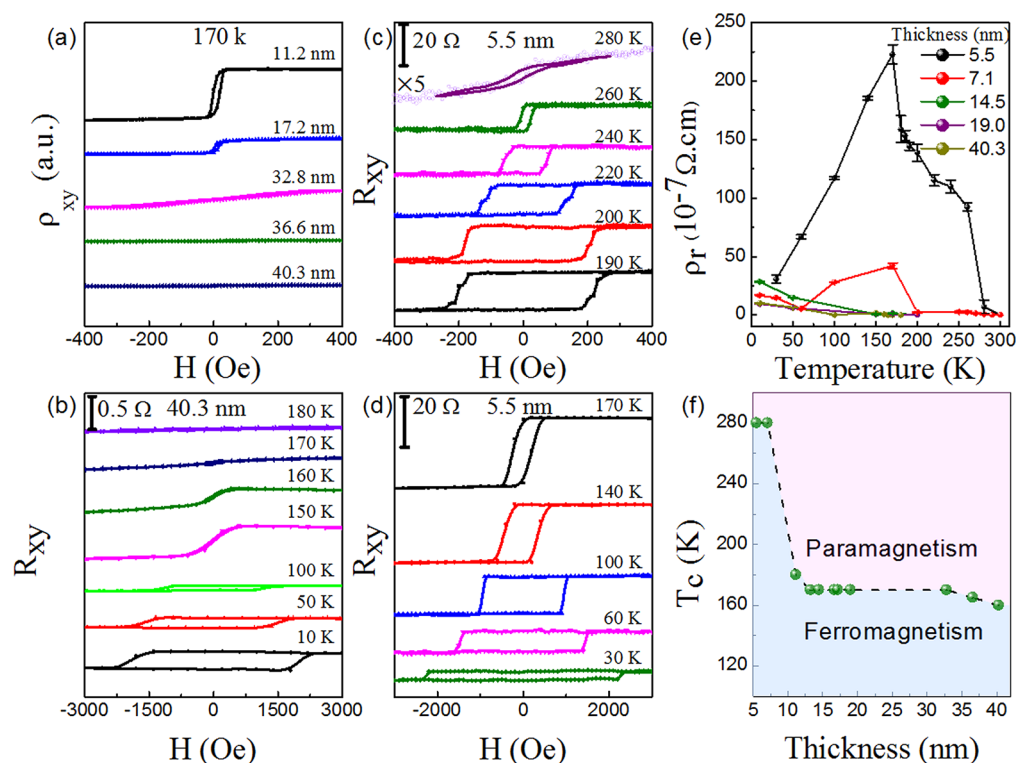 (a)
170 k
11.2 nm
17.2 nm
32.8 nm
36.6 nm
40.3 nm
ρxy (a.u.)
-400 -200 0 200 400
H (Oe)
(c)
20 Ω 5.5 nm
280 K
×5
260 K
240 K
220 K
200 K
190 K
Rxy
-400 -200 0 200 400
H (Oe)
(e)
Thickness(nm)
5.5
7.1
14.5
19.0
40.3
250
200
150
100
50
0
ρr (10-7Ω.cm)
0 50 100 150 200 250 300
Temperature (K)
(b)
0.5 Ω 40.3 nm
180 K
170 K
160 K
150 K
100 K
50 K
10 K
Rxy
-3000 -1500 0 1500 3000
H (Oe)
(d)
20 Ω 5.5 nm
170 K
140 K
100 K
60 K
30 K
Rxy
-2000 0 2000
H (Oe)
(f)
280
240
200
160
120
Tc (K)
Paramagnetism
Ferromagnetism
5 10 15 20 25 30 35 40
Thickness (nm)